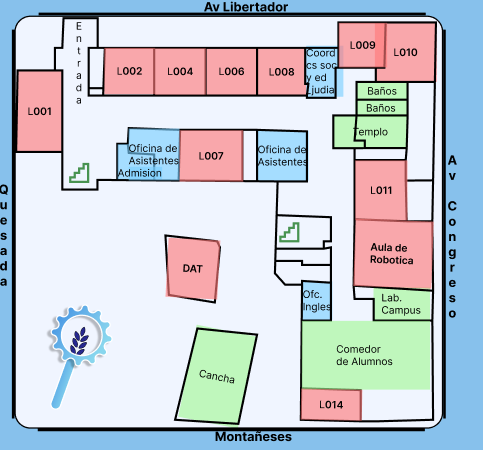 Av Libertador
Entrada
L001
L002
L004
L006
L008
Coord
cs soc
y ed
Ljudia
L009
L010
Baños
Baños
Templo
Oficina de
Asistentes
Admision
L007
Oficina de
Asistentes
L011
Aula de
Robotica
DAT
Ofc.
Ingles
Lab.
Campus
Comedor
de Alumnos
Cancha
L014
Quesada
Av Congreso
Montañeses